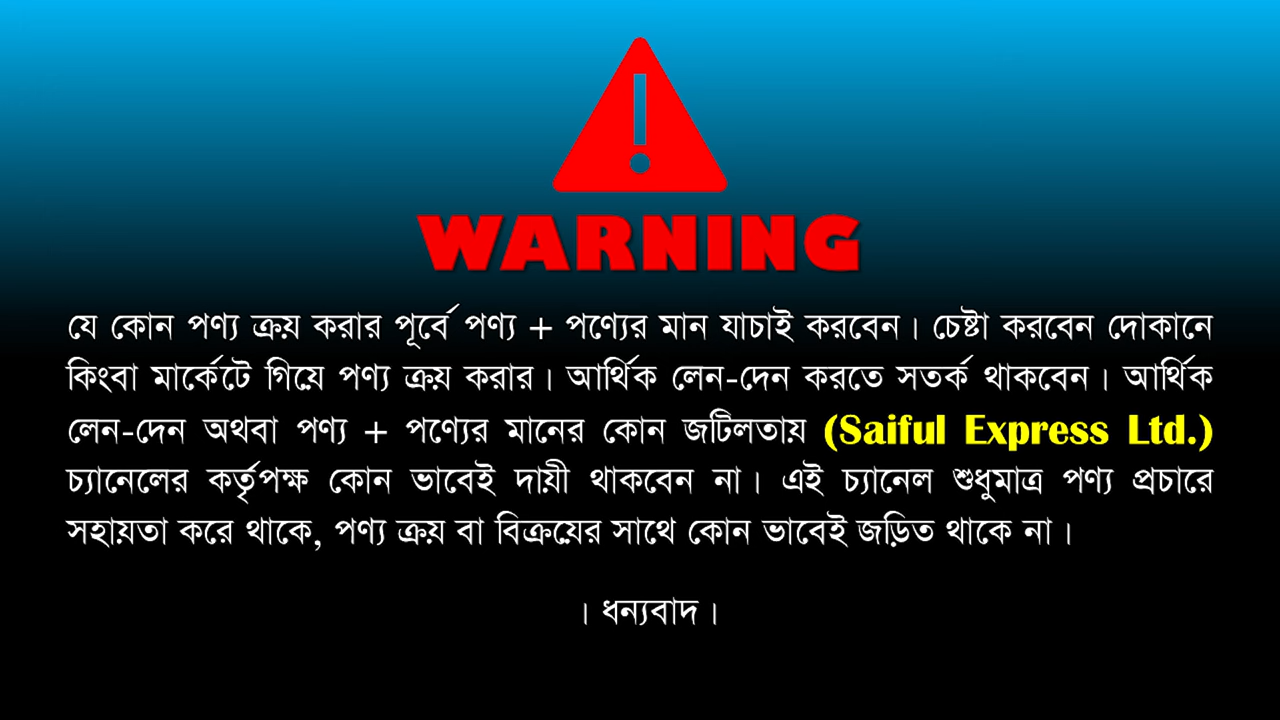 WARNING
যে কোন পণ্য ক্রয় করার পূর্বে পণ্য + পণ্যের মান যাচাই করবেন। চেষ্টা করবেন দোকানে
কিংবা মার্কেটে গিয়ে পণ্য ক্রয় করার। আর্থিক লেন-দেন করতে সতর্ক থাকবেন। আর্থিক
লেন-দেন অথবা পণ্য + পণ্যের মানের কোন জটিলতায় (Saiful Express Ltd.)
চ্যানেলের কর্তৃপক্ষ কোন ভাবেই দায়ী থাকবেন না। এই চ্যানেল শুধুমাত্র পণ্য প্রচারে
সহায়তা করে থাকে, পণ্য ক্রয় বা বিক্রয়ের সাথে কোন ভাবেই জড়িত থাকে না।
। ধন্যবাদ।